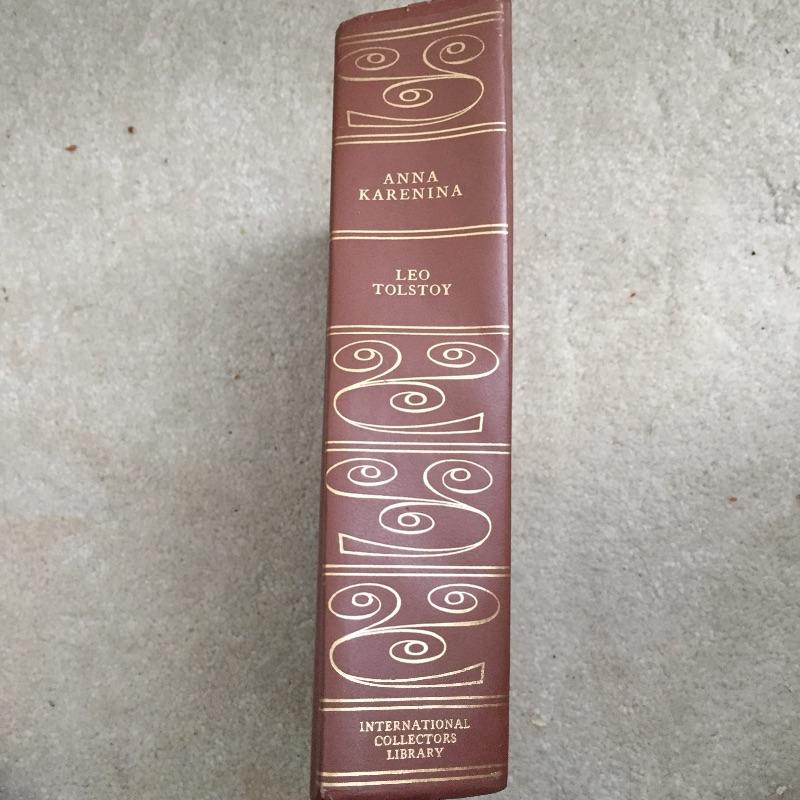 ANNA
KARENINA
LEO
TOLSTOY
INTERNATIONAL
COLLECTORS
LIBRARY